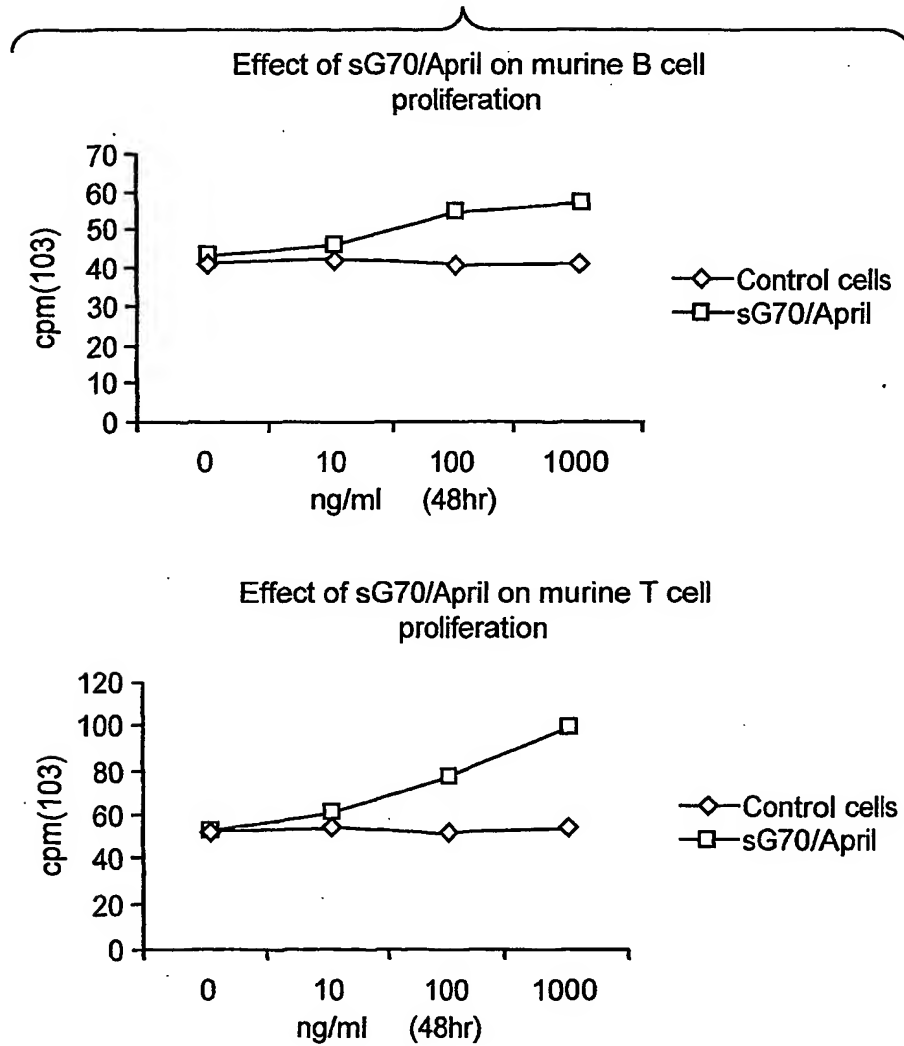 Effect of sG70/April on murine B cell
proliferation
70
60
50
40
30
20
10
0
cpm(103)
0 10 100 1000
ng/ml (48hr)
Control cells
sG70/April
Effect of sG70/April on murine T cell
proliferation
120
100
80
60
40
20
0
cpm(103)
0 10 100 1000
ng/ml (48hr)
Control cells
sG70/April